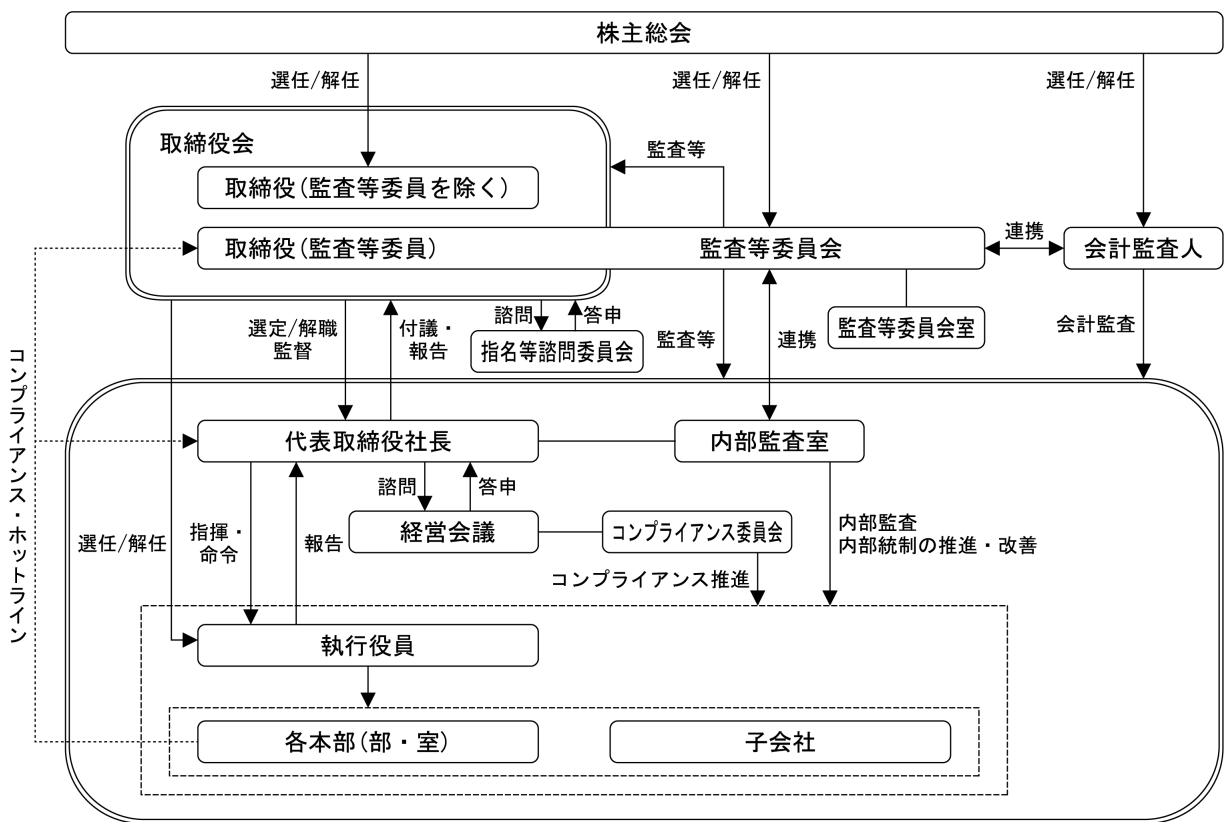 株主総会
選任/解任
選任/解任
選任/解任
取締役会
監査等
取締役(監査等委員を除く)
取締役(監査等委員)
監査等委員会
連携
会計監査人
選定/解職
監督
付議・
報告
諮問
答申
指名等諮問委員会
監査等
連携
監査等委員会室
会計監査
コンプライアンス・ホットライン
代表取締役社長
内部監査室
諮問
答申
経営会議
コンプライアンス委員会
選任/解任
指揮・
命令
報告
内部監査
内部統制の推進・改善
コンプライアンス推進
執行役員
各本部(部・室)
子会社